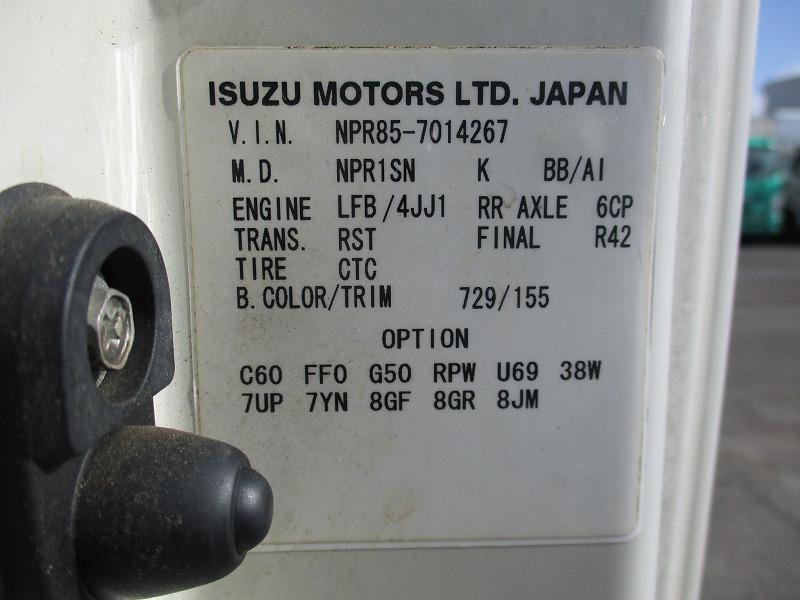 ISUZU MOTORS LTD. JAPAN
V.I.N. NPR85-7014267
M.D. NPR1SN K BB/AI
ENGINE LFB/4JJ1 RR AXLE 6CP
TRANS. RST FINAL R42
TIRE CTC
B.COLOR/TRIM 729/155
OPTION
C60 FF0 G50 RPW U69 38W
7UP 7YN 8GF 8GR 8JM